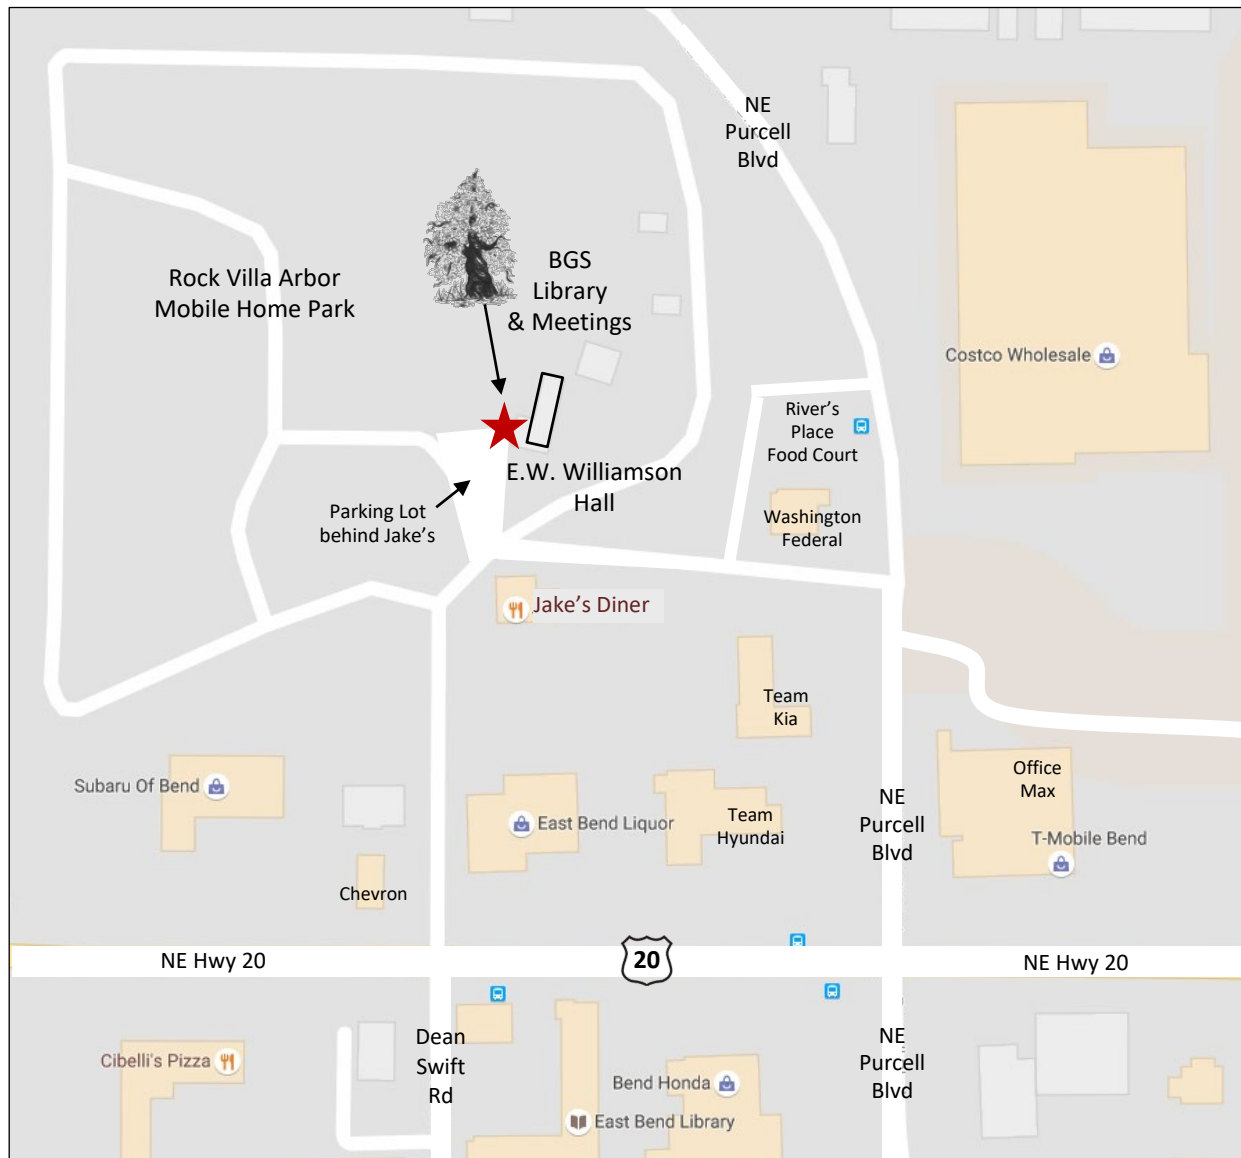 NE
Purcell
Blvd
Rock Villa Arbor
Mobile Home Park
BGS
Library
& Meetings
Costco Wholesale
River's
Place
Food Court
E.W. Williamson
Hall
Parking Lot
behind Jake's
Washington
Federal
Jake's Diner
Team
Kia
Subaru Of Bend
East Bend Liquor
Team
Hyundai
NE
Purcell
Blvd
Office
Max
T-Mobile Bend
Chevron
NE Hwy 20
20
NE Hwy 20
Dean
Swift
Rd
NE
Purcell
Blvd
Cibelli's Pizza
Bend Honda
East Bend Library